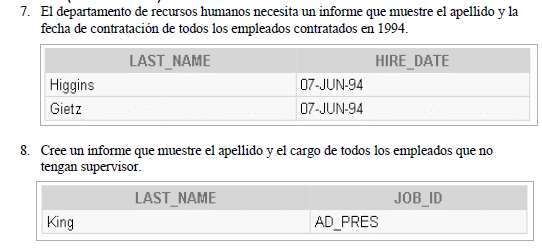 7. El departamento de recursos humanos necesita un informe que muestre el apellido y la
fecha de contratación de todos los empleados contratados en 1994.
LAST_NAME HIRE_DATE
Higgins 07-JUN-94
Gietz 07-JUN-94
8. Cree un informe que muestre el apellido y el cargo de todos los empleados que no
tengan supervisor.
LAST_NAME JOB_ID
King AD_PRES